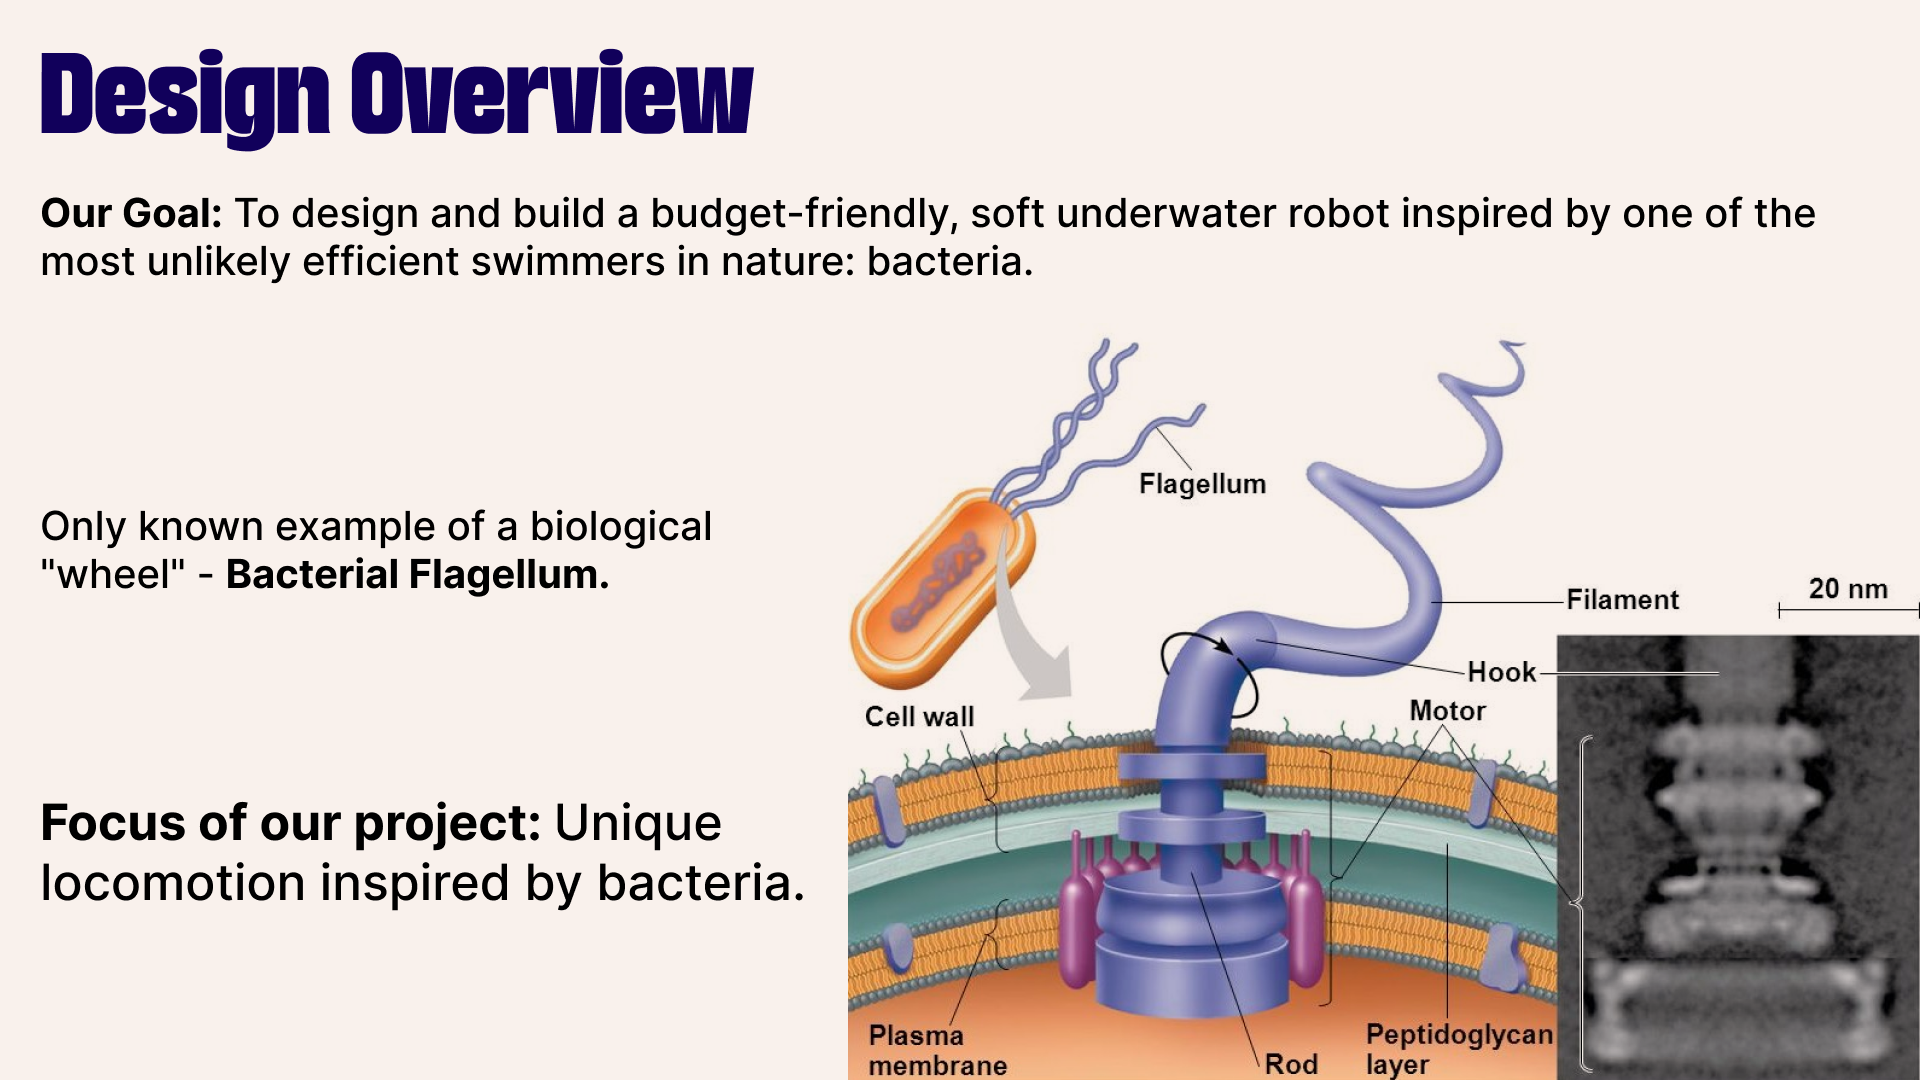 Design Overview
Our Goal: To design and build a budget-friendly, soft underwater robot inspired by one of the
most unlikely efficient swimmers in nature: bacteria.
Only known example of a biological
"wheel" - Bacterial Flagellum.
Focus of our project: Unique
locomotion inspired by bacteria.
Flagellum
Filament
20 nm
Hook
Cell wall
Motor
Plasma
membrane
Rod
Peptidoglycan
layer